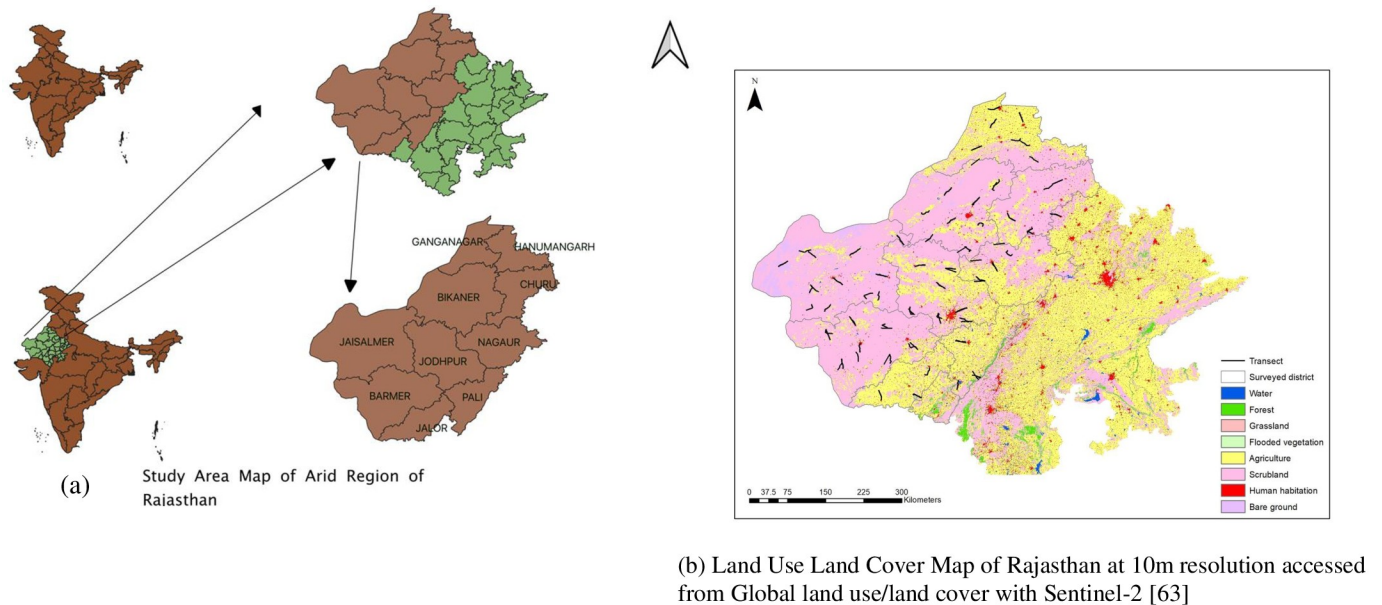 GANGANAGAR
HANUMANGARH
CHURU
BIKANER
JAISALMER
NAGAUR
JODHPUR
BARMER
PALI
JALOR
(a)
Study Area Map of Arid Region of
Rajasthan
N
Transect
Surveyed district
Water
Forest
Grassland
Flooded vegetation
Agriculture
Scrubland
Human habitation
Bare ground
0 37.5 75 150 225 300
Kilometers
(b) Land Use Land Cover Map of Rajasthan at 10m resolution accessed
from Global land use/land cover with Sentinel-2 [63]